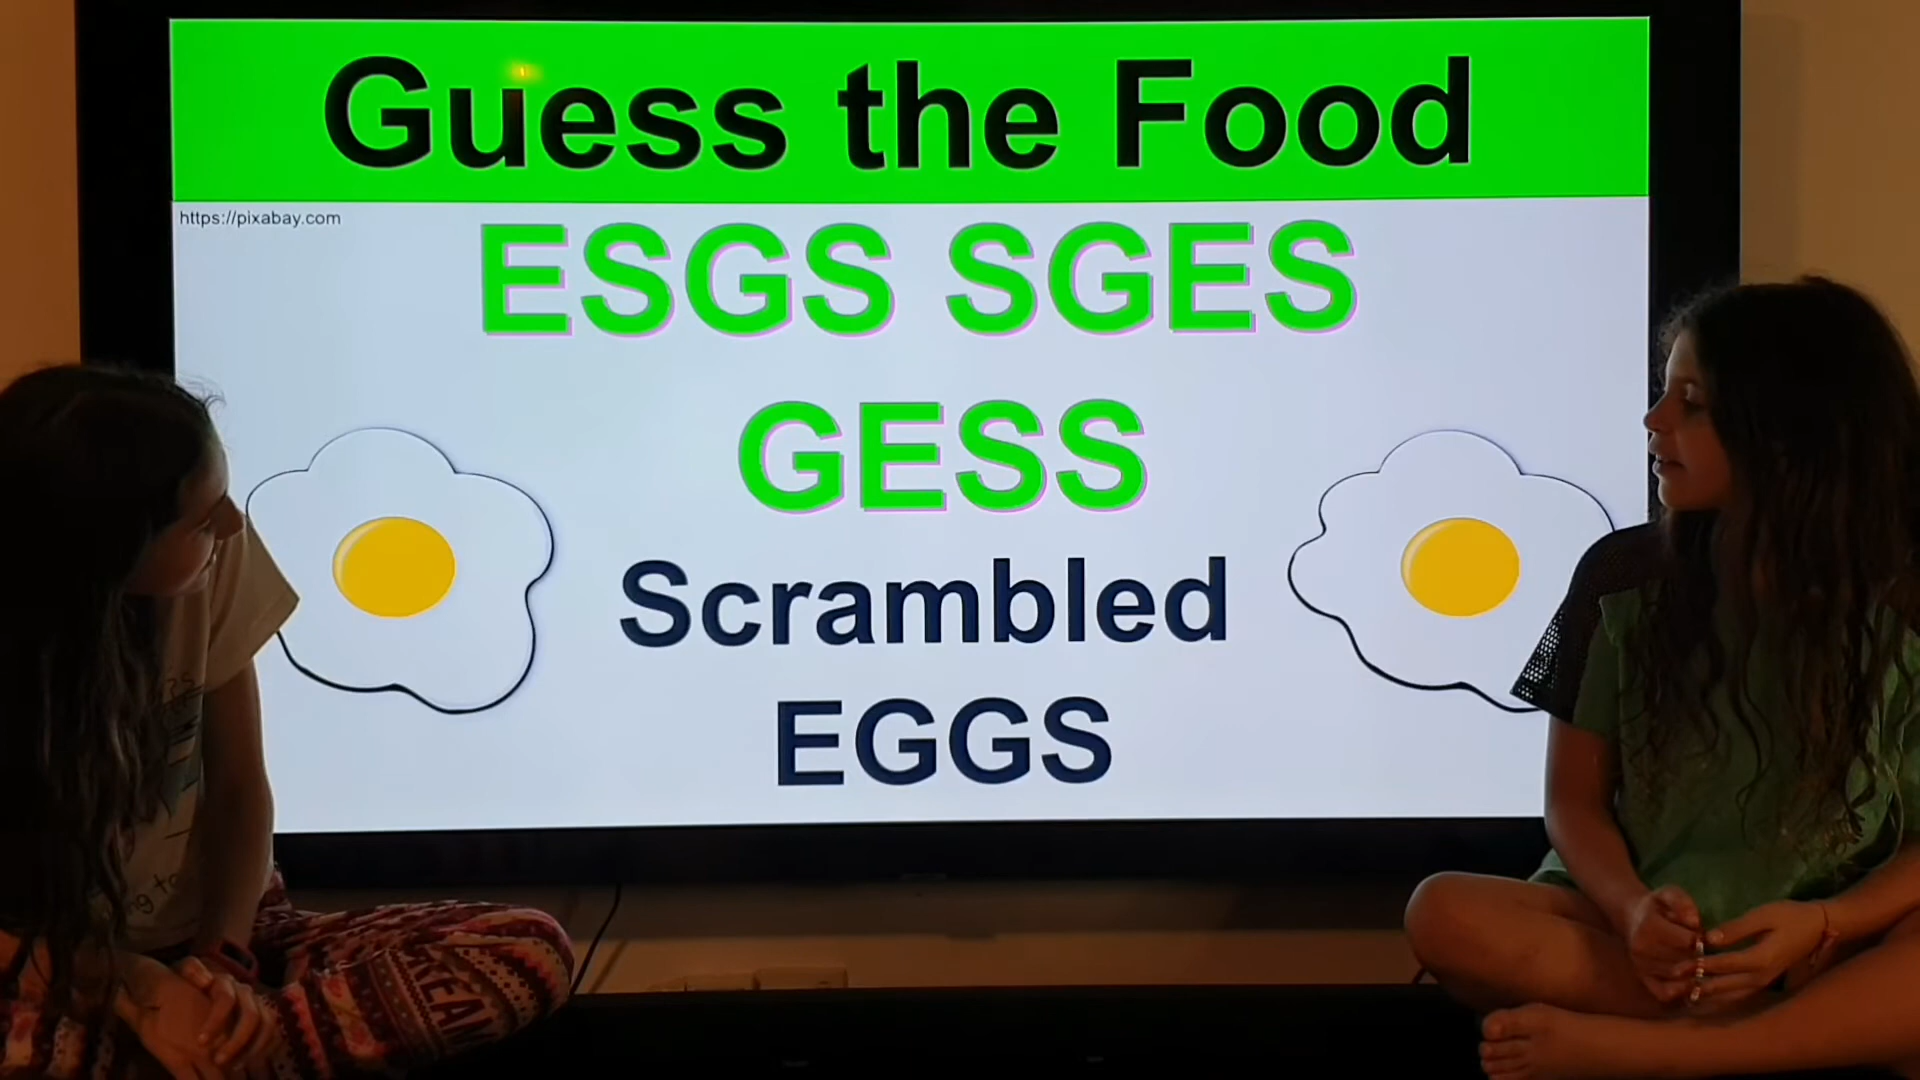 Guess the Food
https://pixabay.com
ESGS SGES
GESS
Scrambled
EGGS